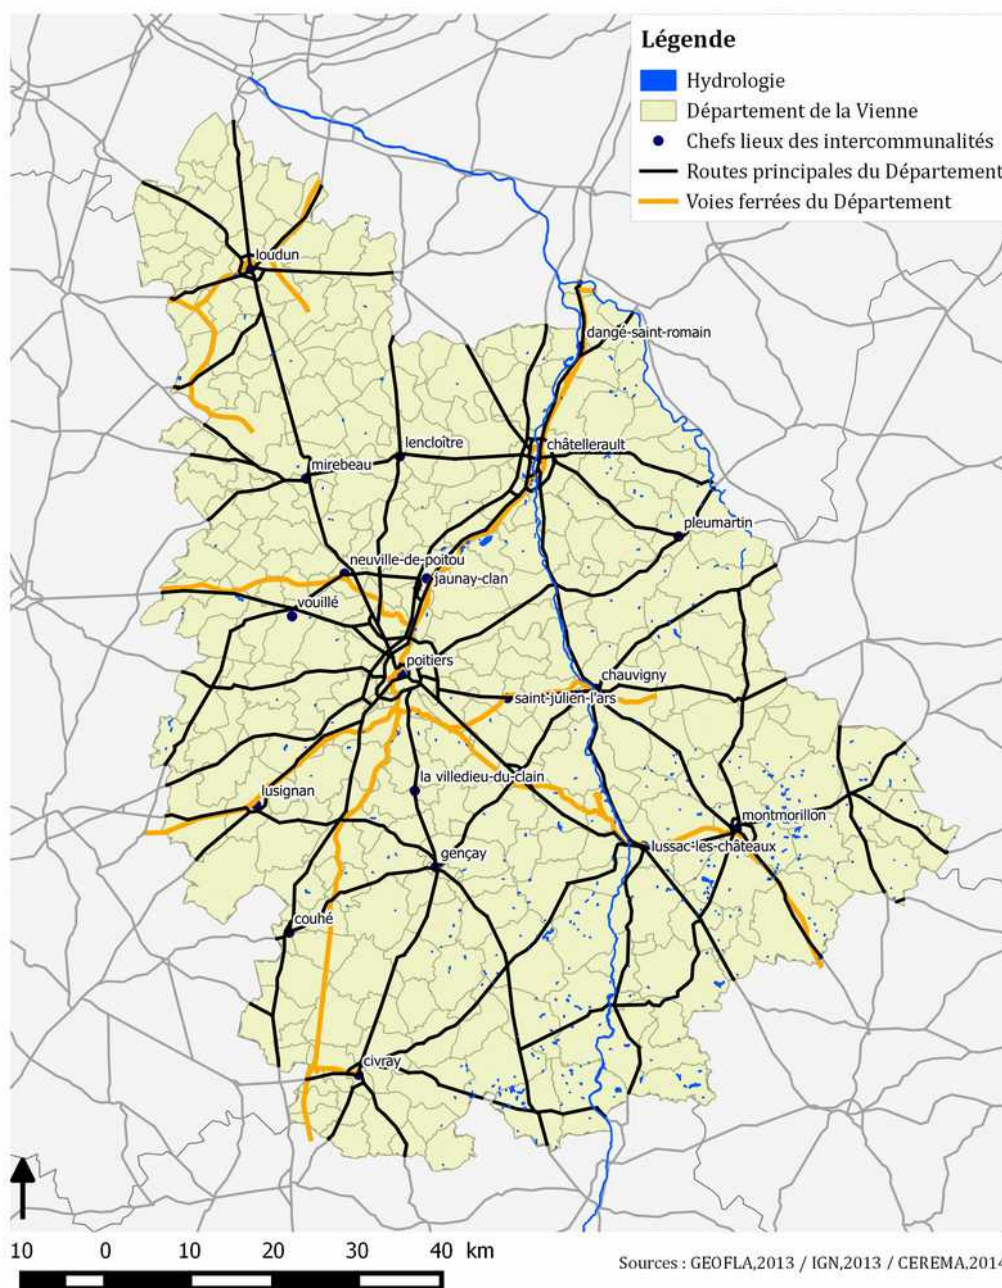 Légende
Hydrologie
Département de la Vienne
Chefs lieux des intercommunalités
Routes principales du Département
Voies ferrées du Département
loudun
dangé-saint-romain
lencloître
châtellerault
mirebeau
pleumartin
neuville-de-poitou
jaunay-clan
vouillé
poitiers
chauvigny
saint-julien-l'ars
la villedieu-du-clain
lusignan
montmorillon
lussac-les-châteaux
gençay
couhé
civray
10 0 10 20 30 40 km
Sources : GEOFLA,2013 / IGN,2013 / CEREMA,2014